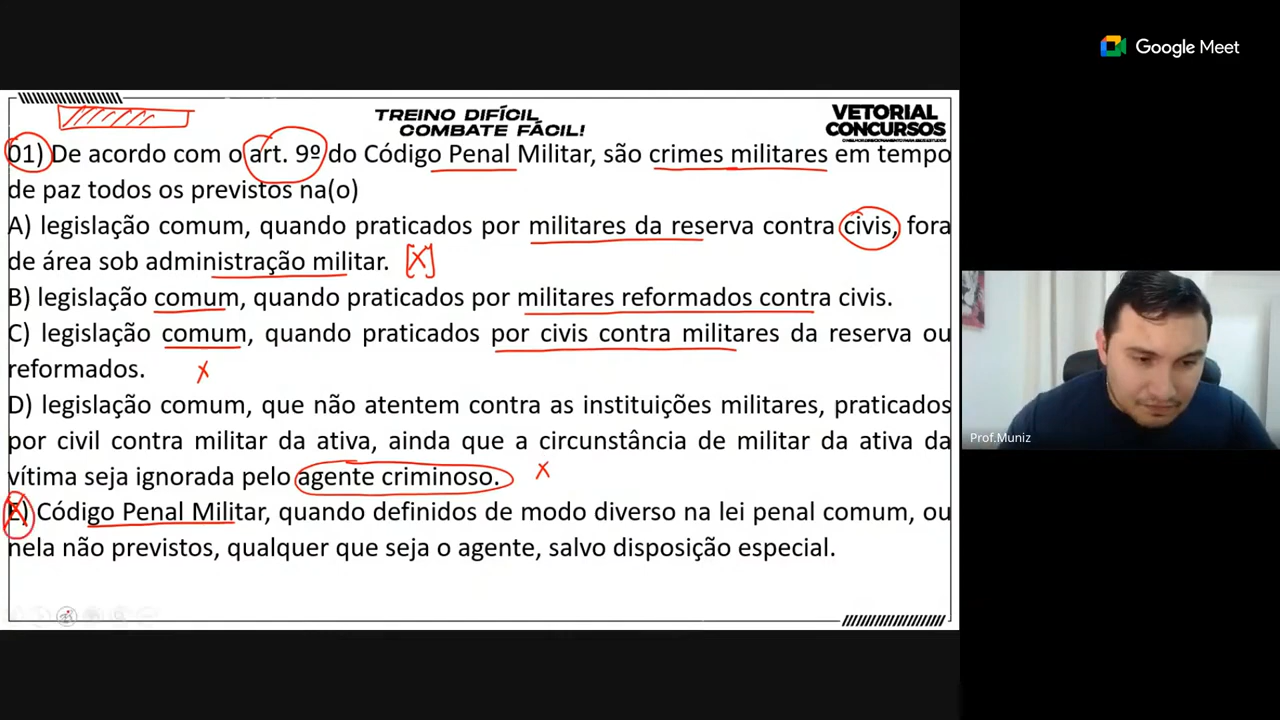 Google Meet
TREINO DIFÍCIL
COMBATE FÁCIL!
VETORIAL
CONCURSOS
01) De acordo com o art. 9º do Código Penal Militar, são crimes militares em tempo
de paz todos os previstos na(o)
A) legislação comum, quando praticados por militares da reserva contra civis, fora
de área sob administração militar. [X]
B) legislação comum, quando praticados por militares reformados contra civis.
C) legislação comum, quando praticados por civis contra militares da reserva ou
reformados. x
D) legislação comum, que não atentem contra as instituições militares, praticados
por civil contra militar da ativa, ainda que a circunstância de militar da ativa da
vítima seja ignorada pelo agente criminoso. x
E) Código Penal Militar, quando definidos de modo diverso na lei penal comum, ou
nela não previstos, qualquer que seja o agente, salvo disposição especial.
Prof.Muniz